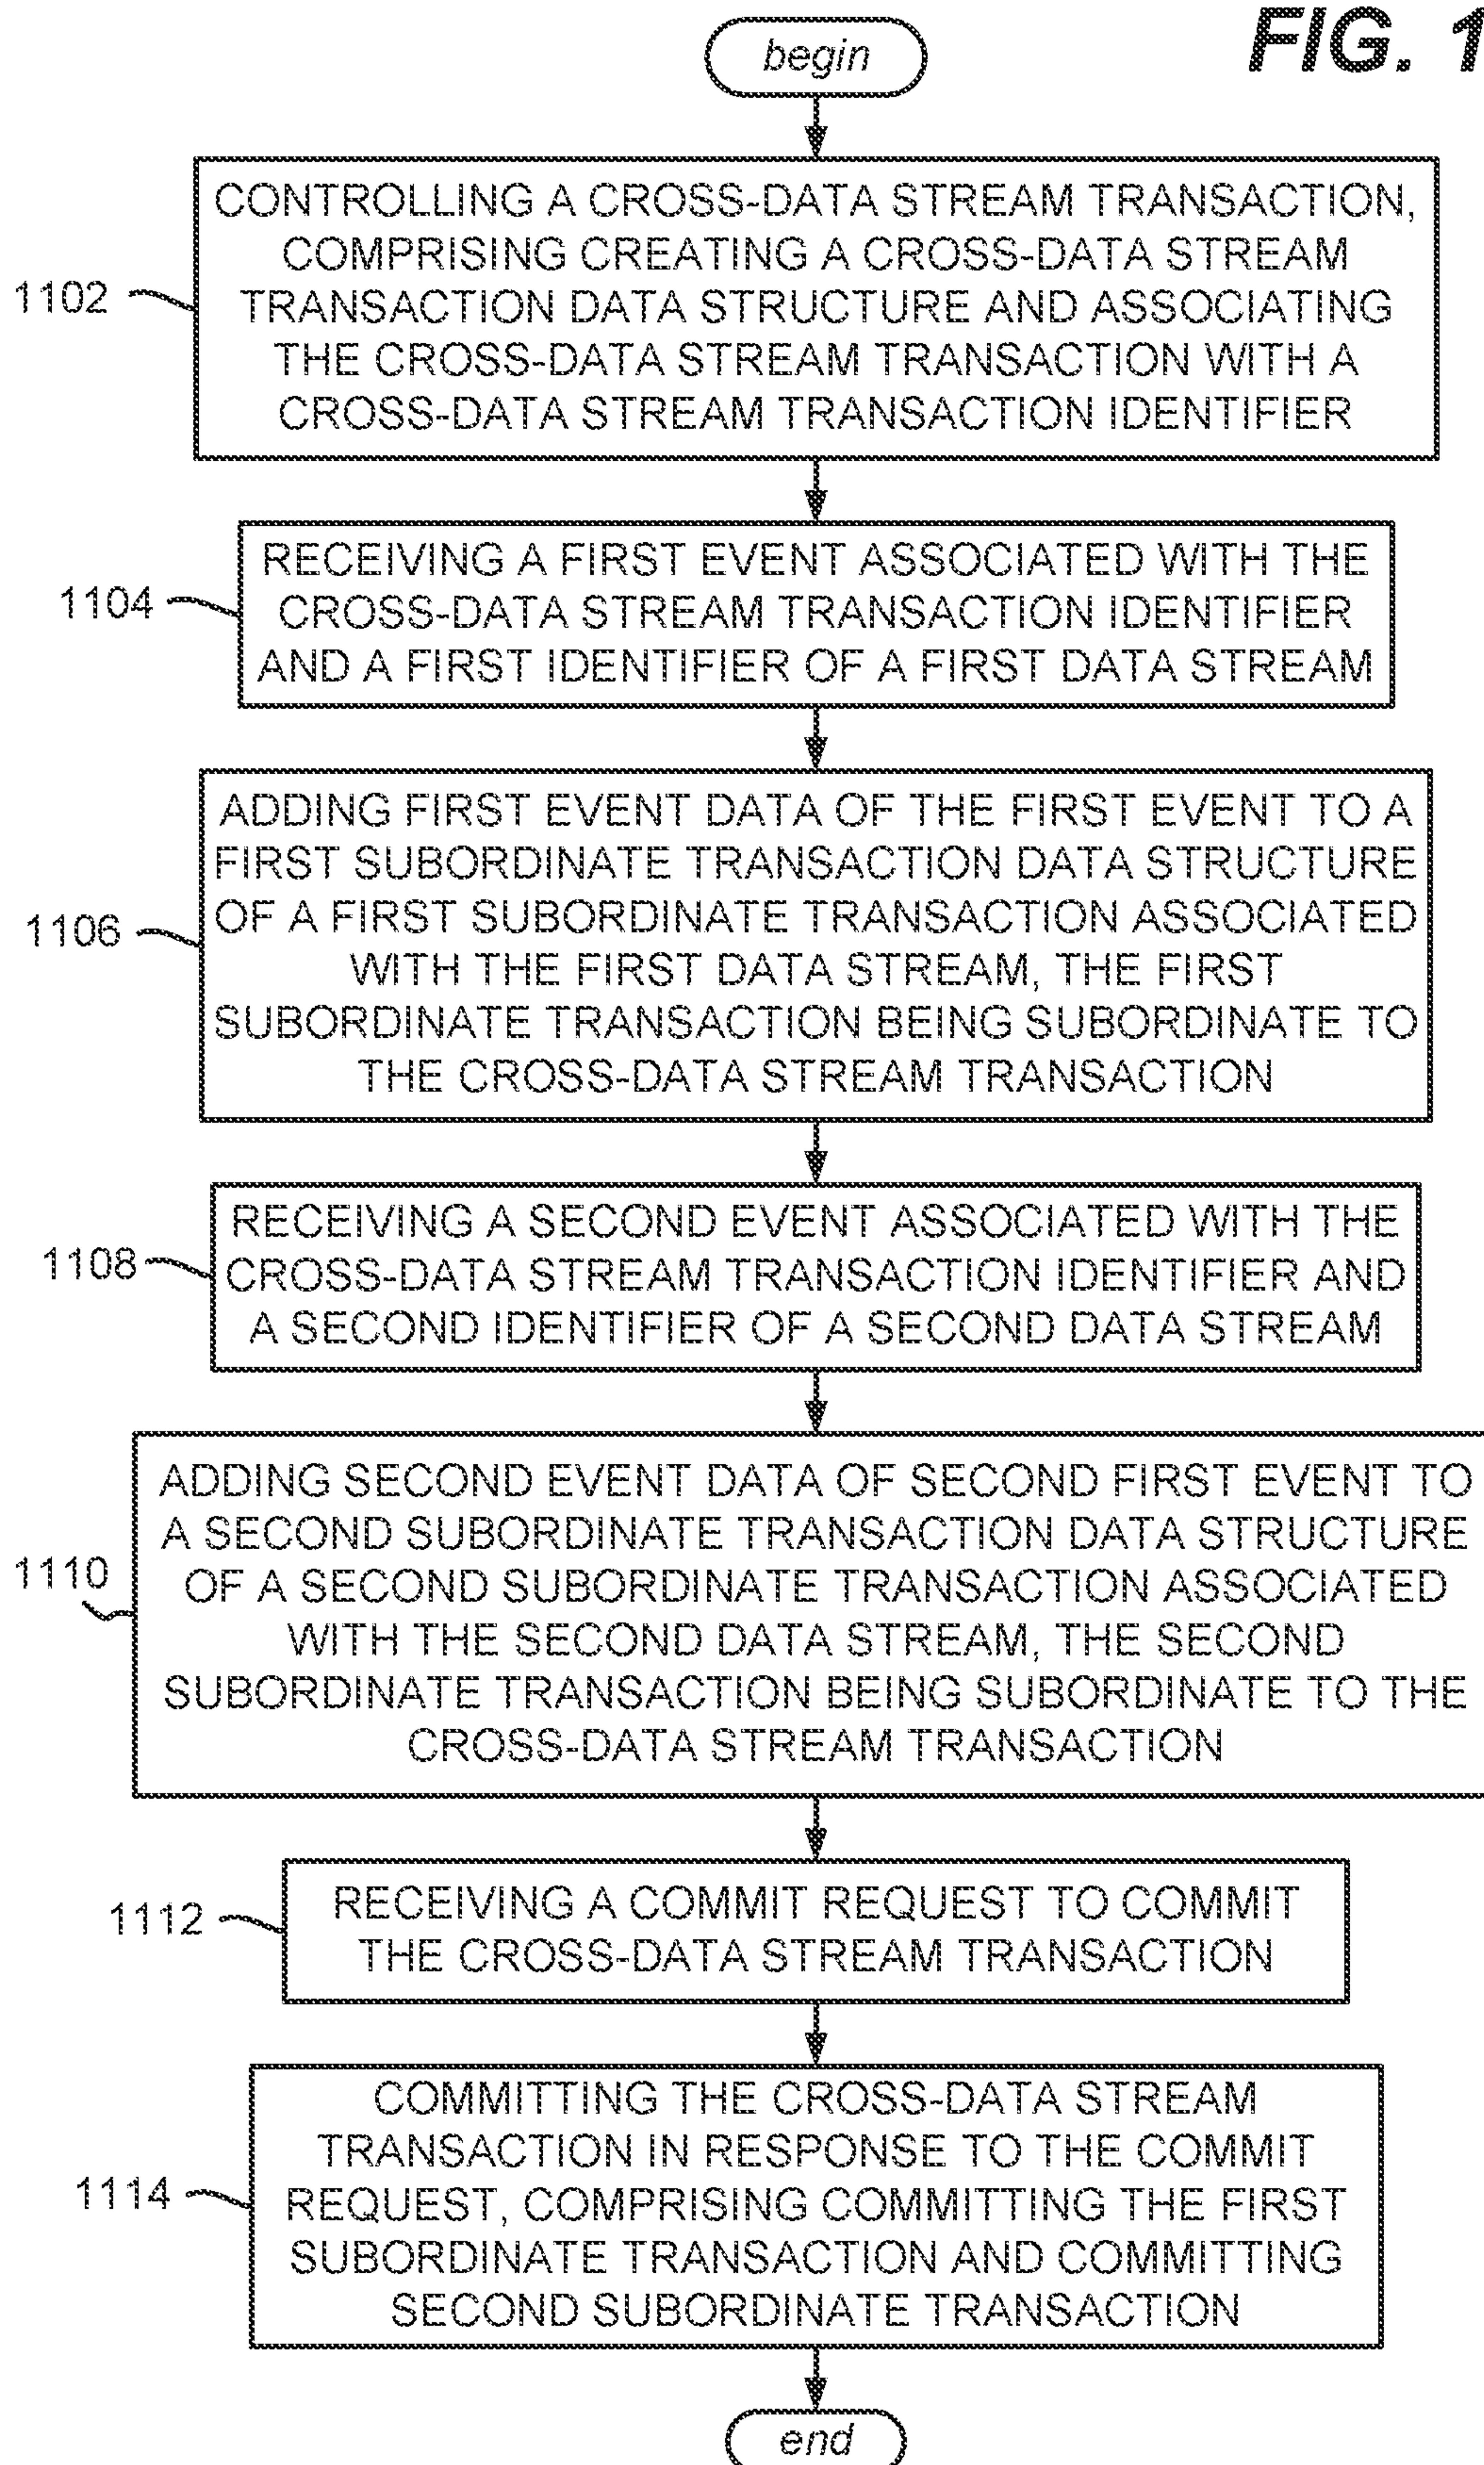 FIG. 1
begin
1102
CONTROLLING A CROSS-DATA STREAM TRANSACTION,
COMPRISING CREATING A CROSS-DATA STREAM
TRANSACTION DATA STRUCTURE AND ASSOCIATING
THE CROSS-DATA STREAM TRANSACTION WITH A
CROSS-DATA STREAM TRANSACTION IDENTIFIER
1104
RECEIVING A FIRST EVENT ASSOCIATED WITH THE
CROSS-DATA STREAM TRANSACTION IDENTIFIER
AND A FIRST IDENTIFIER OF A FIRST DATA STREAM
1106
ADDING FIRST EVENT DATA OF THE FIRST EVENT TO A
FIRST SUBORDINATE TRANSACTION DATA STRUCTURE
OF A FIRST SUBORDINATE TRANSACTION ASSOCIATED
WITH THE FIRST DATA STREAM, THE FIRST
SUBORDINATE TRANSACTION BEING SUBORDINATE TO
THE CROSS-DATA STREAM TRANSACTION
1108
RECEIVING A SECOND EVENT ASSOCIATED WITH THE
CROSS-DATA STREAM TRANSACTION IDENTIFIER AND
A SECOND IDENTIFIER OF A SECOND DATA STREAM
1110
ADDING SECOND EVENT DATA OF SECOND FIRST EVENT TO
A SECOND SUBORDINATE TRANSACTION DATA STRUCTURE
OF A SECOND SUBORDINATE TRANSACTION ASSOCIATED
WITH THE SECOND DATA STREAM, THE SECOND
SUBORDINATE TRANSACTION BEING SUBORDINATE TO THE
CROSS-DATA STREAM TRANSACTION
1112
RECEIVING A COMMIT REQUEST TO COMMIT
THE CROSS-DATA STREAM TRANSACTION
1114
COMMITTING THE CROSS-DATA STREAM
TRANSACTION IN RESPONSE TO THE COMMIT
REQUEST, COMPRISING COMMITTING THE FIRST
SUBORDINATE TRANSACTION AND COMMITTING
SECOND SUBORDINATE TRANSACTION
end